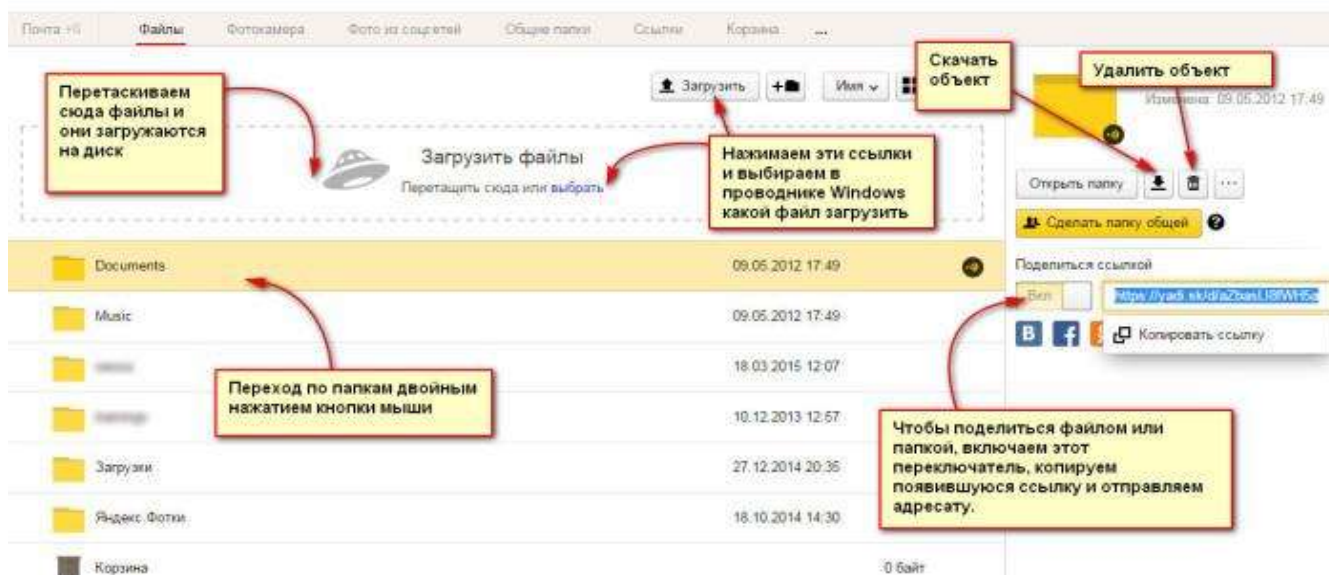 Почта +6 Файлы Фотокамера Фото из соцсетей Общие папки Ссылки Корзина ...
Перетаскиваем
сюда файлы и
они загружаются
на диск
Загрузить
Имя
Скачать
объект
Удалить объект
Изменена: 09.05.2012 17:49
Загрузить файлы
Перетащить сюда или выбрать
Нажимаем эти ссылки
и выбираем в
проводнике Windows
какой файл загрузить
Открыть папку ...
Сделать папку общей ?
Documents 09.05.2012 17:49
Music 09.05.2012 17:49
18.03.2015 12:07
10.12.2013 12:57
Загрузки 27.12.2014 20:35
Яндекс.Фотки 18.10.2014 14:30
Корзина 0 байт
Переход по папкам двойным
нажатием кнопки мыши
Поделиться ссылкой
Вкл
В f
Копировать ссылку
Чтобы поделиться файлом или
папкой, включаем этот
переключатель, копируем
появившуюся ссылку и отправляем
адресату.